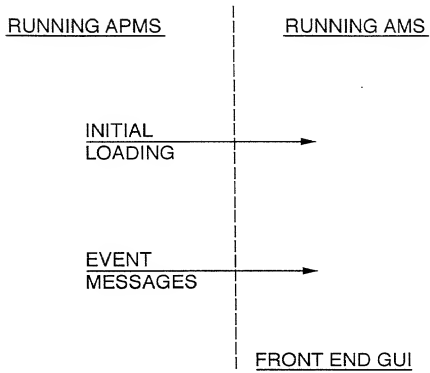 RUNNING APMS
RUNNING AMS
INITIAL
LOADING
EVENT
MESSAGES
FRONT END GUI